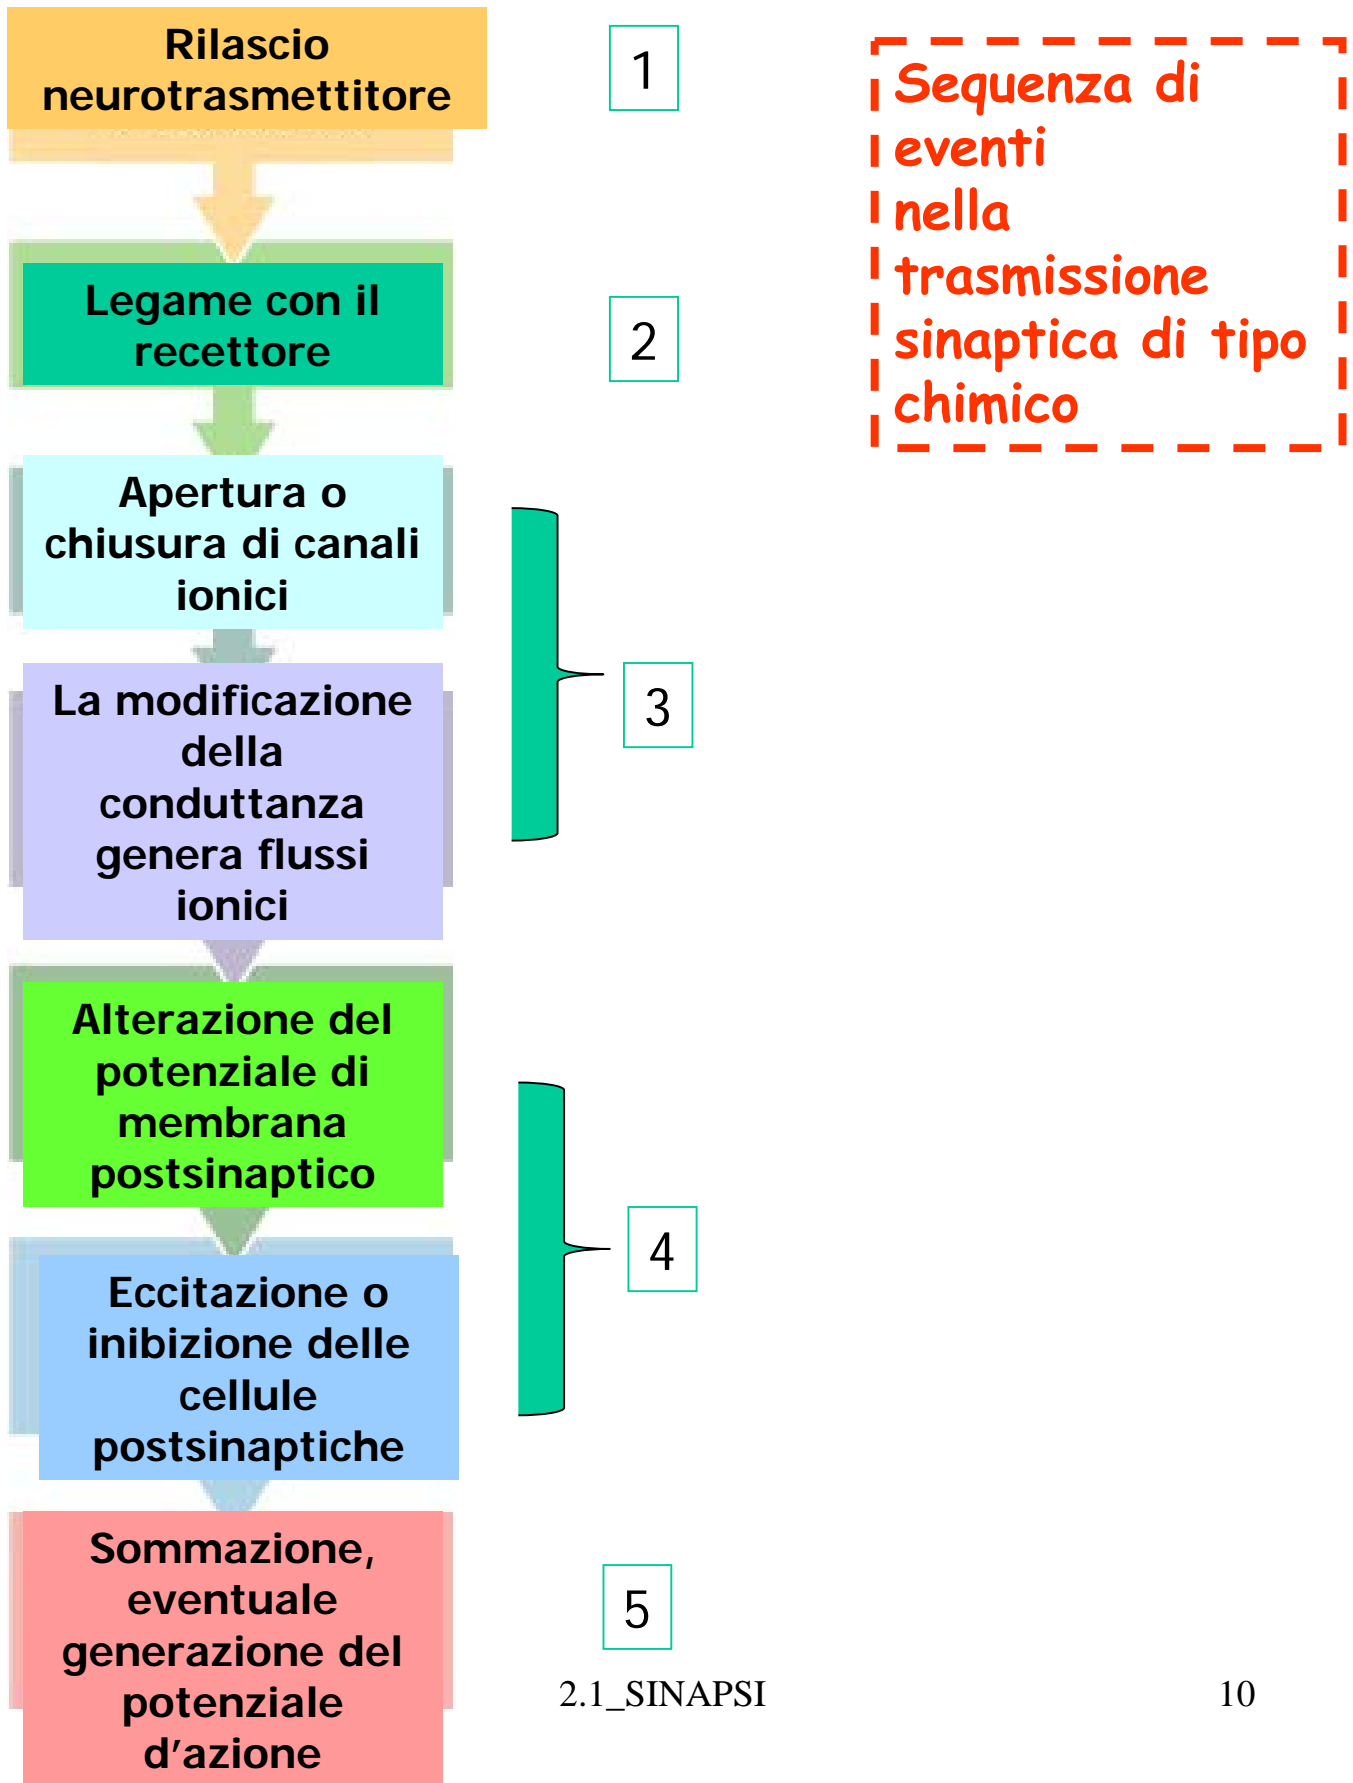 Rilascio
neurotrasmettitore
1
Sequenza di
eventi
nella
trasmissione
sinaptica di tipo
chimico
Legame con il
recettore
2
Apertura o
chiusura di canali
ionici
La modificazione
della
conduttanza
genera flussi
ionici
3
Alterazione del
potenziale di
membrana
postsinaptico
Eccitazione o
inibizione delle
cellule
postsinaptiche
4
Sommazione,
eventuale
generazione del
potenziale
d’azione
5
2.1_SINAPSI
10